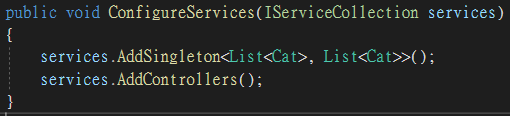 public void ConfigureServices(IServiceCollection services)
{
services.AddSingleton<List<Cat>, List<Cat>>();
services.AddControllers();
}